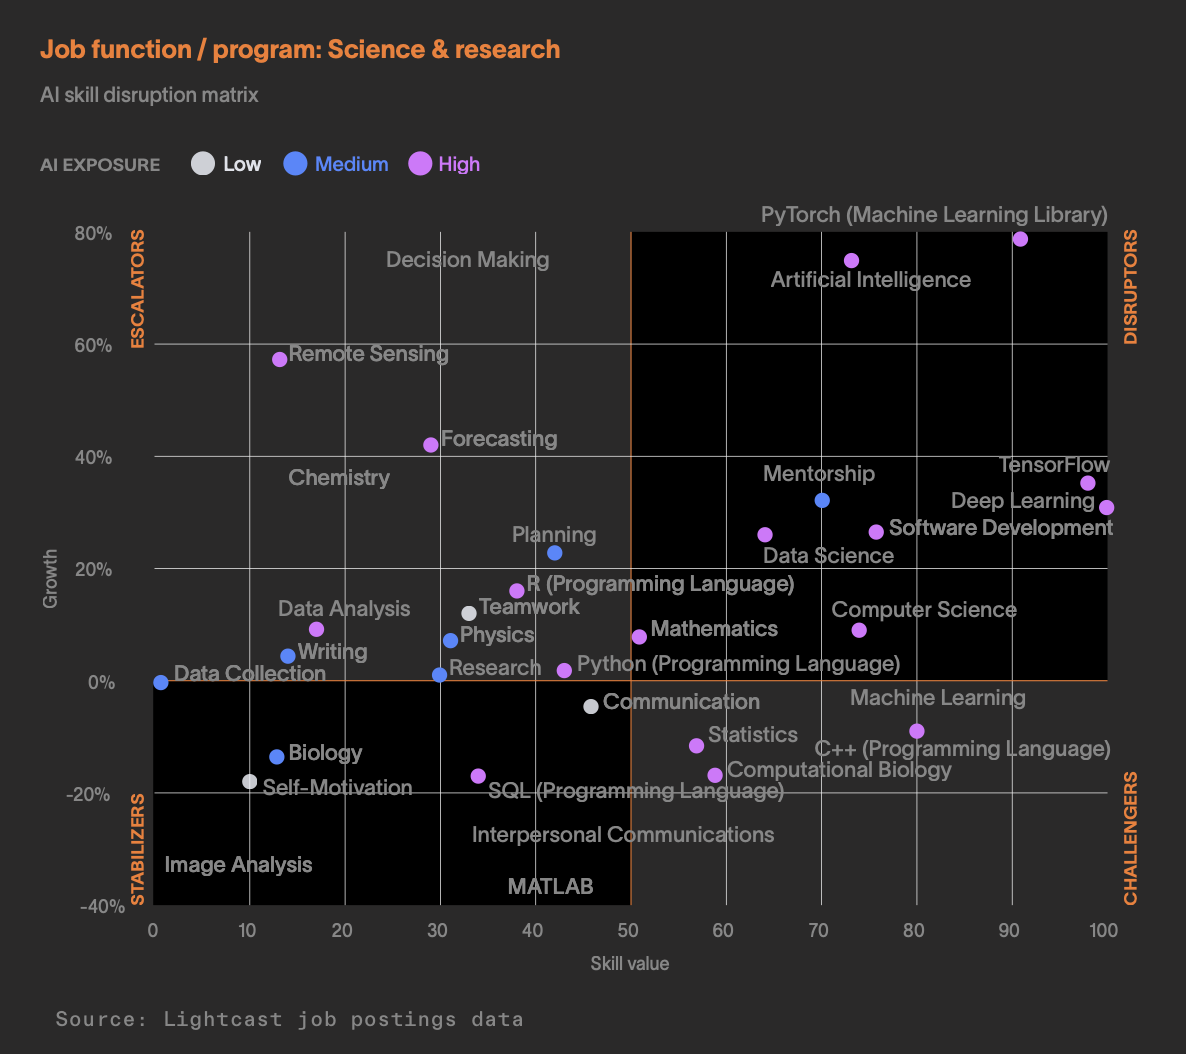 Job function / program: Science & research
AI skill disruption matrix
AI EXPOSURE Low Medium High
PyTorch (Machine Learning Library)
80%
ESCALATORS
DISRUPTORS
Decision Making
Artificial Intelligence
60%
Remote Sensing
Forecasting
40%
TensorFlow
Mentorship
Chemistry
Deep Learning
Software Development
Planning
Data Science
Growth
20%
R (Programming Language)
Teamwork
Data Analysis
Computer Science
Mathematics
Physics
Writing
Python (Programming Language)
Research
Data Collection
0%
Machine Learning
Communication
Statistics
C++ (Programming Language)
Biology
Computational Biology
Self-Motivation
SQL (Programming Language)
-20%
STABILIZERS
CHALLENGERS
Interpersonal Communications
Image Analysis
MATLAB
-40%
0 10 20 30 40 50 60 70 80 90 100
Skill value
Source: Lightcast job postings data